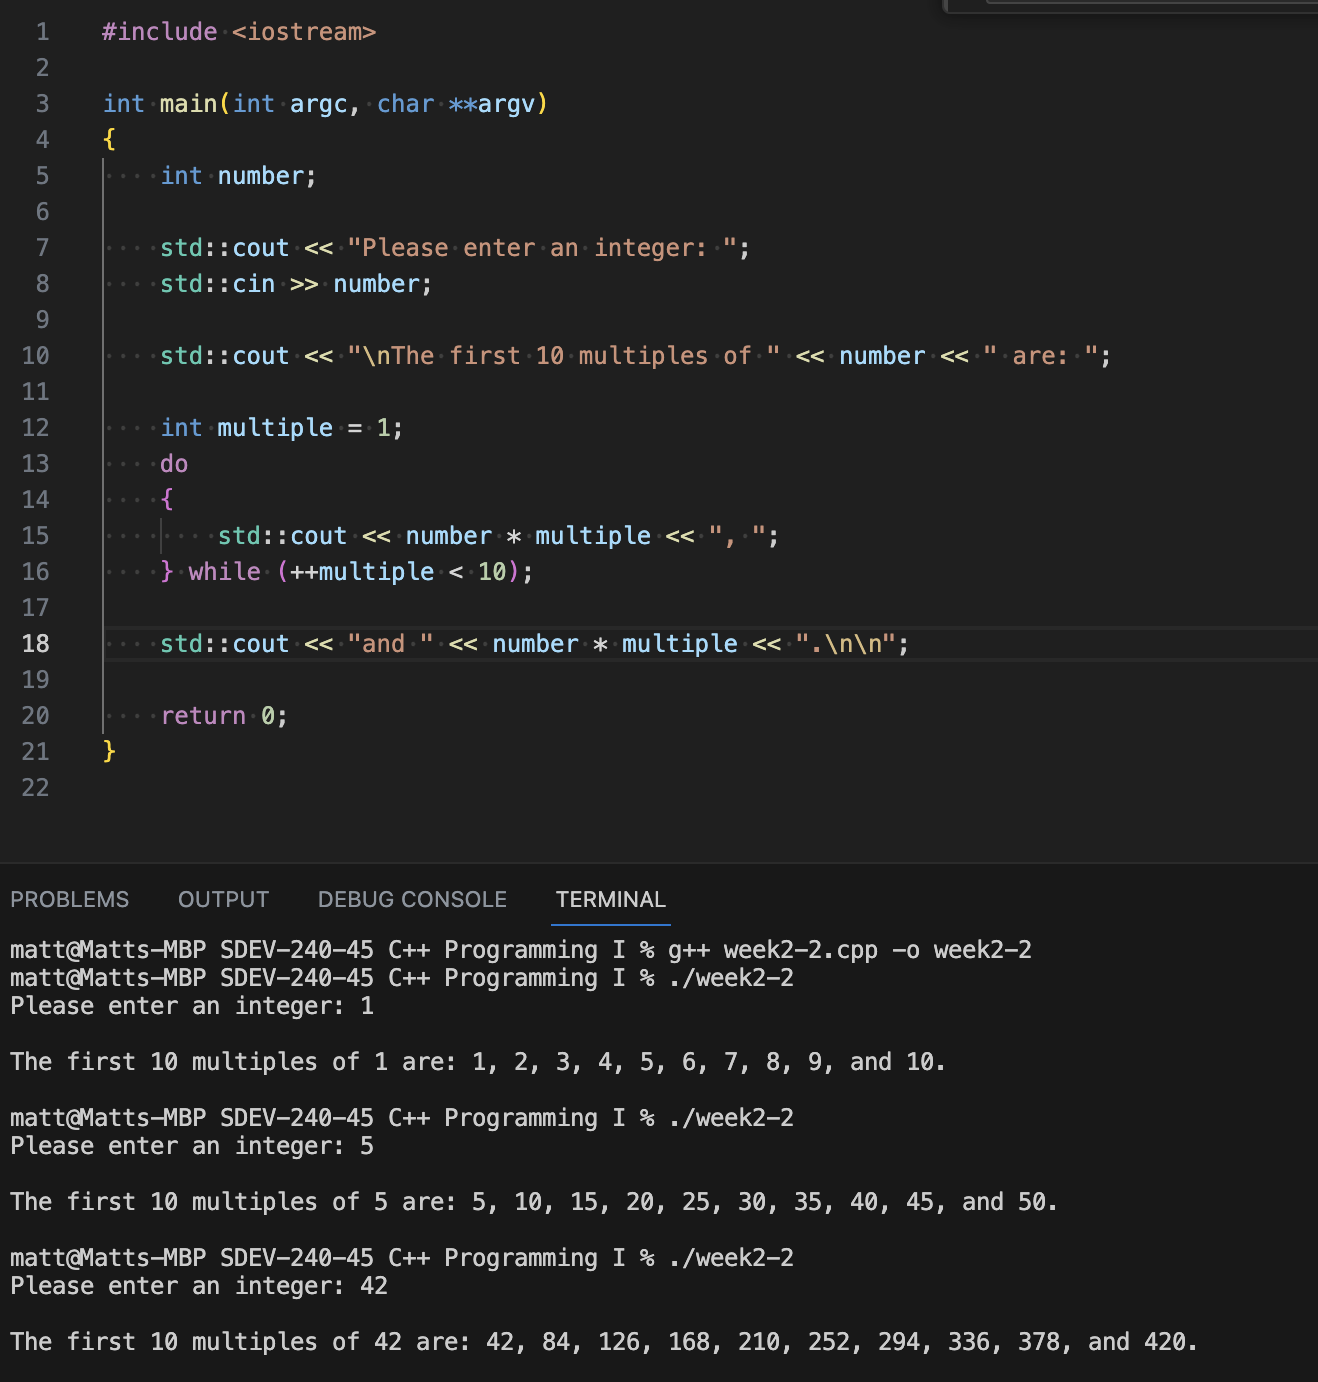 1 #include <iostream>
2
3 int main(int argc, char **argv)
4 {
5 int number;
6
7 std::cout << "Please enter an integer: ";
8 std::cin >> number;
9
10 std::cout << "\nThe first 10 multiples of " << number << " are: ";
11
12 int multiple = 1;
13 do
14 {
15 std::cout << number * multiple << ", ";
16 } while (++multiple < 10);
17
18 std::cout << "and " << number * multiple << ".\n\n";
19
20 return 0;
21 }
22
PROBLEMS OUTPUT DEBUG CONSOLE TERMINAL
matt@Matts-MBP SDEV-240-45 C++ Programming I % g++ week2-2.cpp -o week2-2
matt@Matts-MBP SDEV-240-45 C++ Programming I % ./week2-2
Please enter an integer: 1
The first 10 multiples of 1 are: 1, 2, 3, 4, 5, 6, 7, 8, 9, and 10.
matt@Matts-MBP SDEV-240-45 C++ Programming I % ./week2-2
Please enter an integer: 5
The first 10 multiples of 5 are: 5, 10, 15, 20, 25, 30, 35, 40, 45, and 50.
matt@Matts-MBP SDEV-240-45 C++ Programming I % ./week2-2
Please enter an integer: 42
The first 10 multiples of 42 are: 42, 84, 126, 168, 210, 252, 294, 336, 378, and 420.